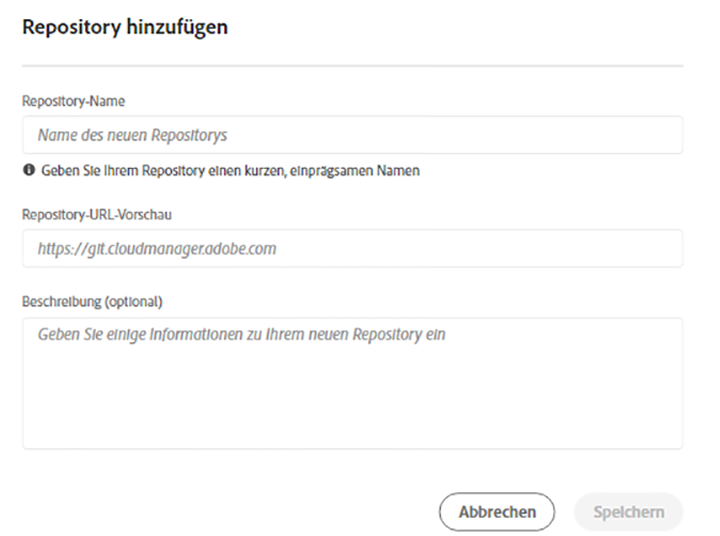 Repository hinzufügen
Repository-Name
Name des neuen Repositorys
Geben Sie Ihrem Repository einen kurzen, einprägsamen Namen
Repository-URL-Vorschau
https://git.cloudmanager.adobe.com
Beschreibung (optional)
Geben Sie einige Informationen zu Ihrem neuen Repository ein
Abbrechen Speichern